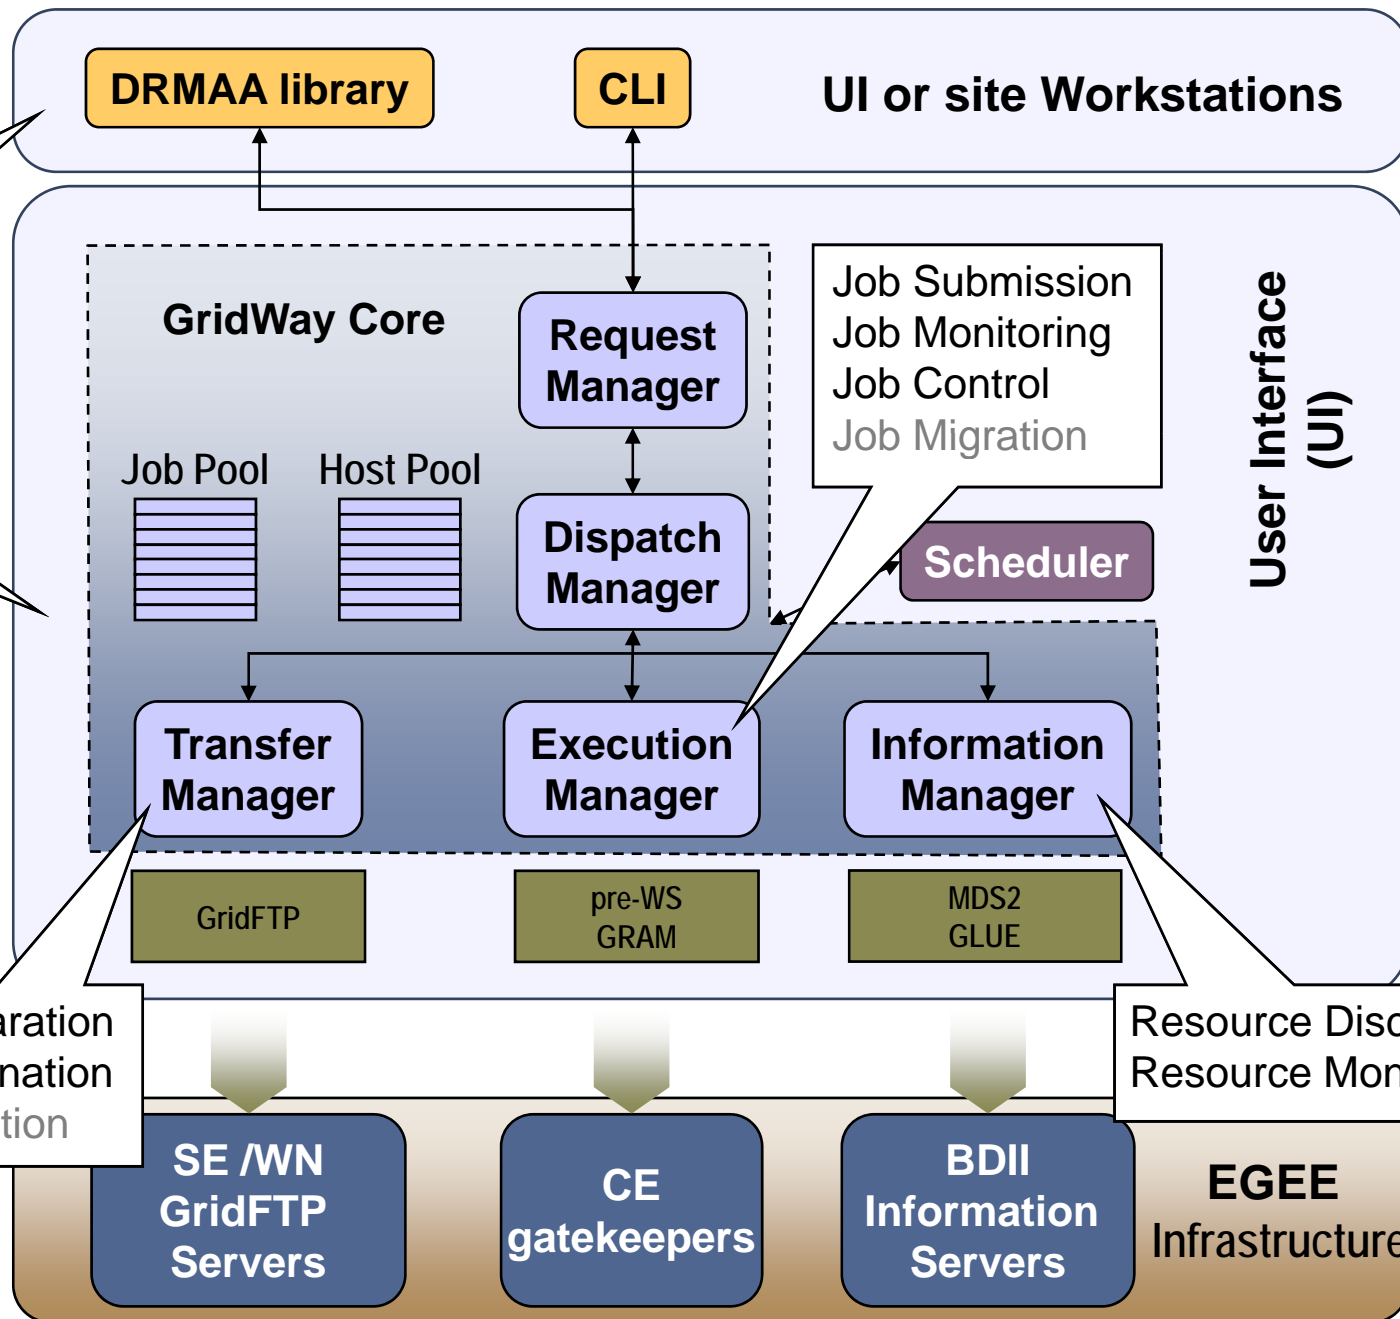 DRMAA library
CLI
UI or site Workstations
GridWay Core
Request
Manager
Job Submission
Job Monitoring
Job Control
Job Migration
User Interface
(UI)
Job Pool
Host Pool
Dispatch
Manager
Scheduler
Transfer
Manager
Execution
Manager
Information
Manager
GridFTP
pre-WS
GRAM
MDS2
GLUE
Resource
Resource
SE /WN
GridFTP
Servers
CE
gatekeepers
BDII
Information
Servers
EGEE
Infrastructure